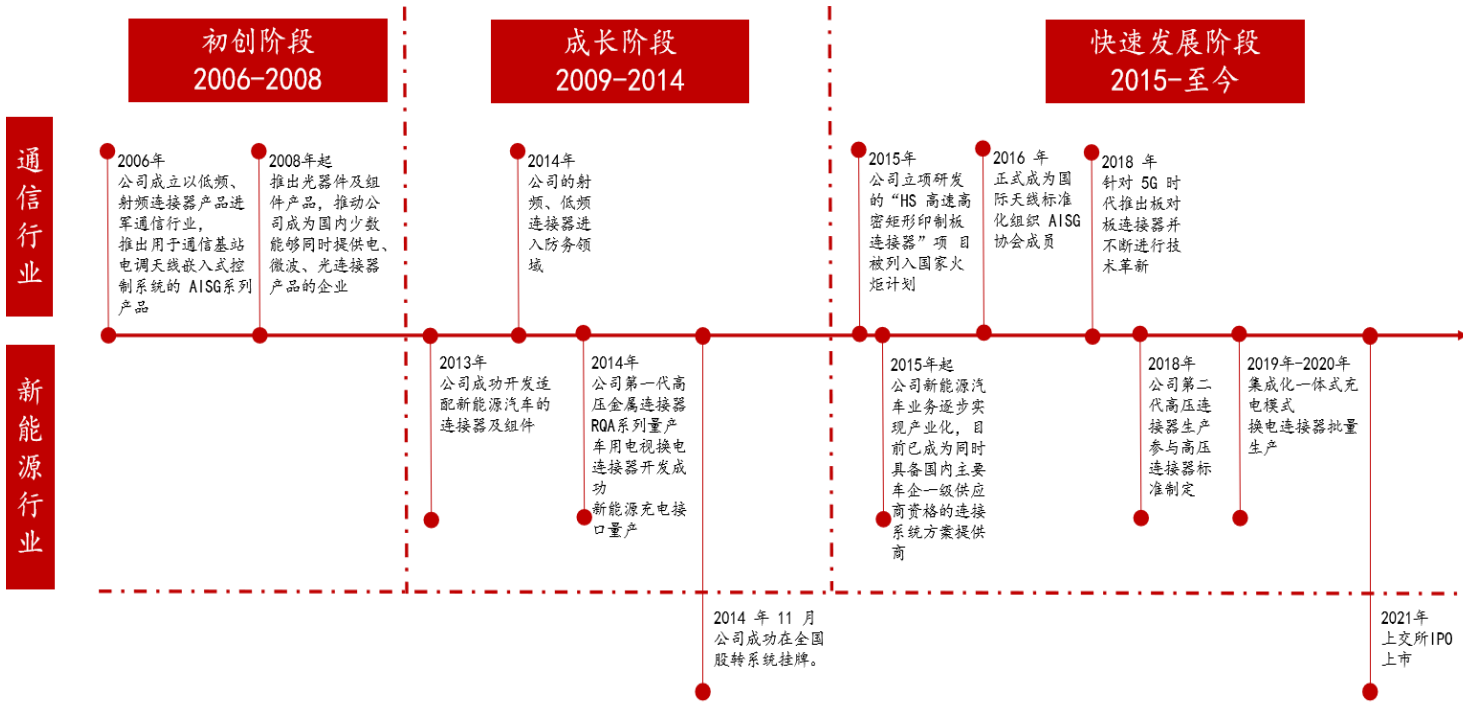 初创阶段
2006-2008
成长阶段
2009-2014
快速发展阶段
2015-至今
通信行业
2006年
公司成立以低频、
射频连接器产品进
军通信行业,
推出用于通信基站
电调天线嵌入式控
制系统的 AISG系列
产品
2008年起
推出光器件及组
件产品,推动公
司成为国内少数
能够同时提供电、
微波、光连接器
产品的企业
2014年
公司的射
频、低频
连接器进
入防务领
域
2015年
公司立项研发
的“HS 高速高
密矩形印制板
连接器”项 目
被列入国家火
炬计划
2016 年
正式成为国
际天线标准
化组织 AISG
协会成员
2018 年
针对 5G 时
代推出板对
板连接器并
不断进行技
术革新
新能源行业
2013年
公司成功开发适
配新能源汽车的
连接器及组件
2014年
公司第一代高
压金属连接器
RQA系列量产
车用电视换电
连接器开发成
功
新能源充电接
口量产
2015年起
公司新能源汽
车业务逐步实
现产业化,目
前已成为同时
具备国内主要
车企一级供应
商资格的连接
系统方案提供
商
2018年
公司第二
代高压连
接器生产
参与高压
连接器标
准制定
2019年-2020年
集成化一体式充
电模式
换电连接器批量
生产
2014 年 11 月
公司成功在全国
股转系统挂牌。
2021年
上交所IPO
上市